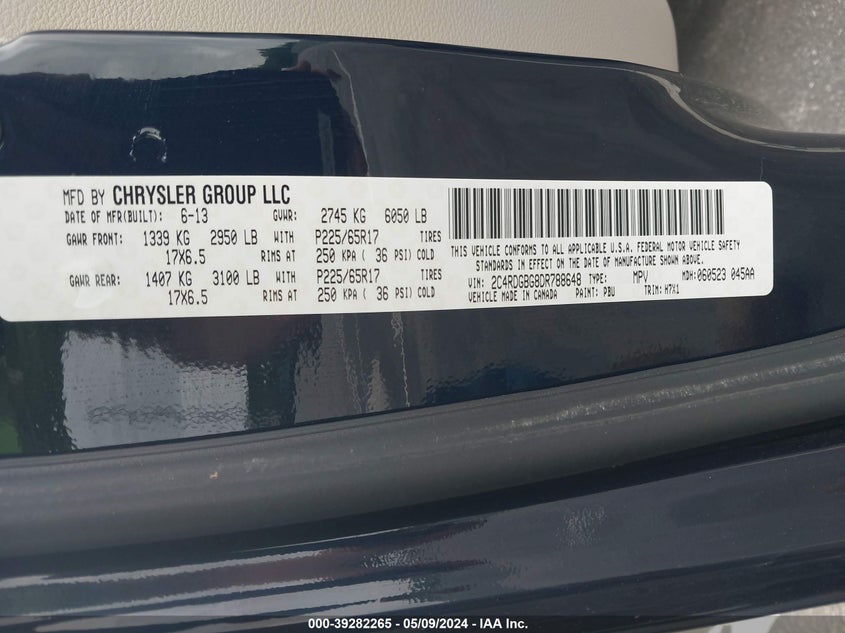 MFD BY CHRYSLER GROUP LLC
DATE OF MFR(BUILT): 6-13 GVWR: 2745 KG 6050 LB
GAWR FRONT: 1339 KG 2950 LB WITH P225/65R17 TIRES
17X6.5 RIMS AT 250 KPA ( 36 PSI) COLD
GAWR REAR: 1407 KG 3100 LB WITH P225/65R17 TIRES
17X6.5 RIMS AT 250 KPA ( 36 PSI) COLD
THIS VEHICLE CONFORMS TO ALL APPLICABLE U.S.A. FEDERAL MOTOR VEHICLE SAFETY
STANDARDS IN EFFECT ON THE DATE OF MANUFACTURE SHOWN ABOVE.
VIN: 2C4RDGBG8DR788648 TYPE: MPV MDH:060523 045AA
VEHICLE MADE IN CANADA PAINT: PBU TRIM: H7X1
000-39282265 - 05/09/2024 - IAA Inc.